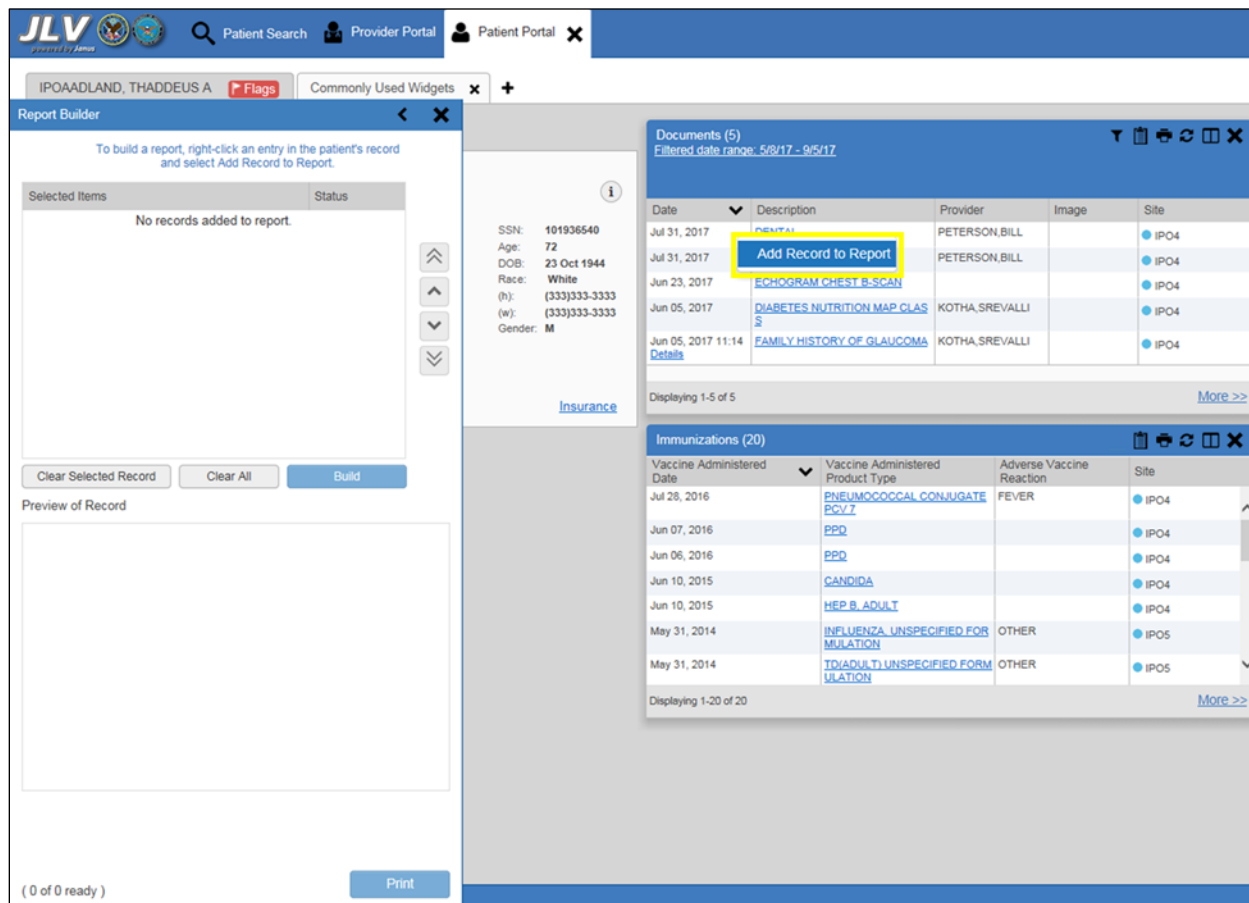 JLV
powered by Janus
Patient Search
Provider Portal
Patient Portal
IPOAADLAND, THADDEUS A
Flags
Commonly Used Widgets
Report Builder
To build a report, right-click an entry in the patient's record
and select Add Record to Report.
Selected Items Status
No records added to report.
Clear Selected Record
Clear All
Build
Preview of Record
( 0 of 0 ready )
Print
SSN: 101936540
Age: 72
DOB: 23 Oct 1944
Race: White
(h): (333)333-3333
(w): (333)333-3333
Gender: M
Insurance
Documents (5)
Filtered date range: 5/8/17 - 9/5/17
Date Description Provider Image Site
Jul 31, 2017 DENTAL PETERSON,BILL IPO4
Jul 31, 2017 Add Record to Report PETERSON,BILL IPO4
Jun 23, 2017 ECHOGRAM CHEST B-SCAN IPO4
Jun 05, 2017 DIABETES NUTRITION MAP CLAS KOTHA,SREVALLI IPO4
S
Jun 05, 2017 11:14 FAMILY HISTORY OF GLAUCOMA KOTHA,SREVALLI IPO4
Details
Displaying 1-5 of 5 More >>
Immunizations (20)
Vaccine Administered Vaccine Administered Adverse Vaccine Site
Date Product Type Reaction
Jul 28, 2016 PNEUMOCOCCAL CONJUGATE FEVER IPO4
PCV 7
Jun 07, 2016 PPD IPO4
Jun 06, 2016 PPD IPO4
Jun 10, 2015 CANDIDA IPO4
Jun 10, 2015 HEP B, ADULT IPO4
May 31, 2014 INFLUENZA, UNSPECIFIED FOR OTHER IPO5
MULATION
May 31, 2014 TD(ADULT) UNSPECIFIED FORM OTHER IPO5
ULATION
Displaying 1-20 of 20 More >>